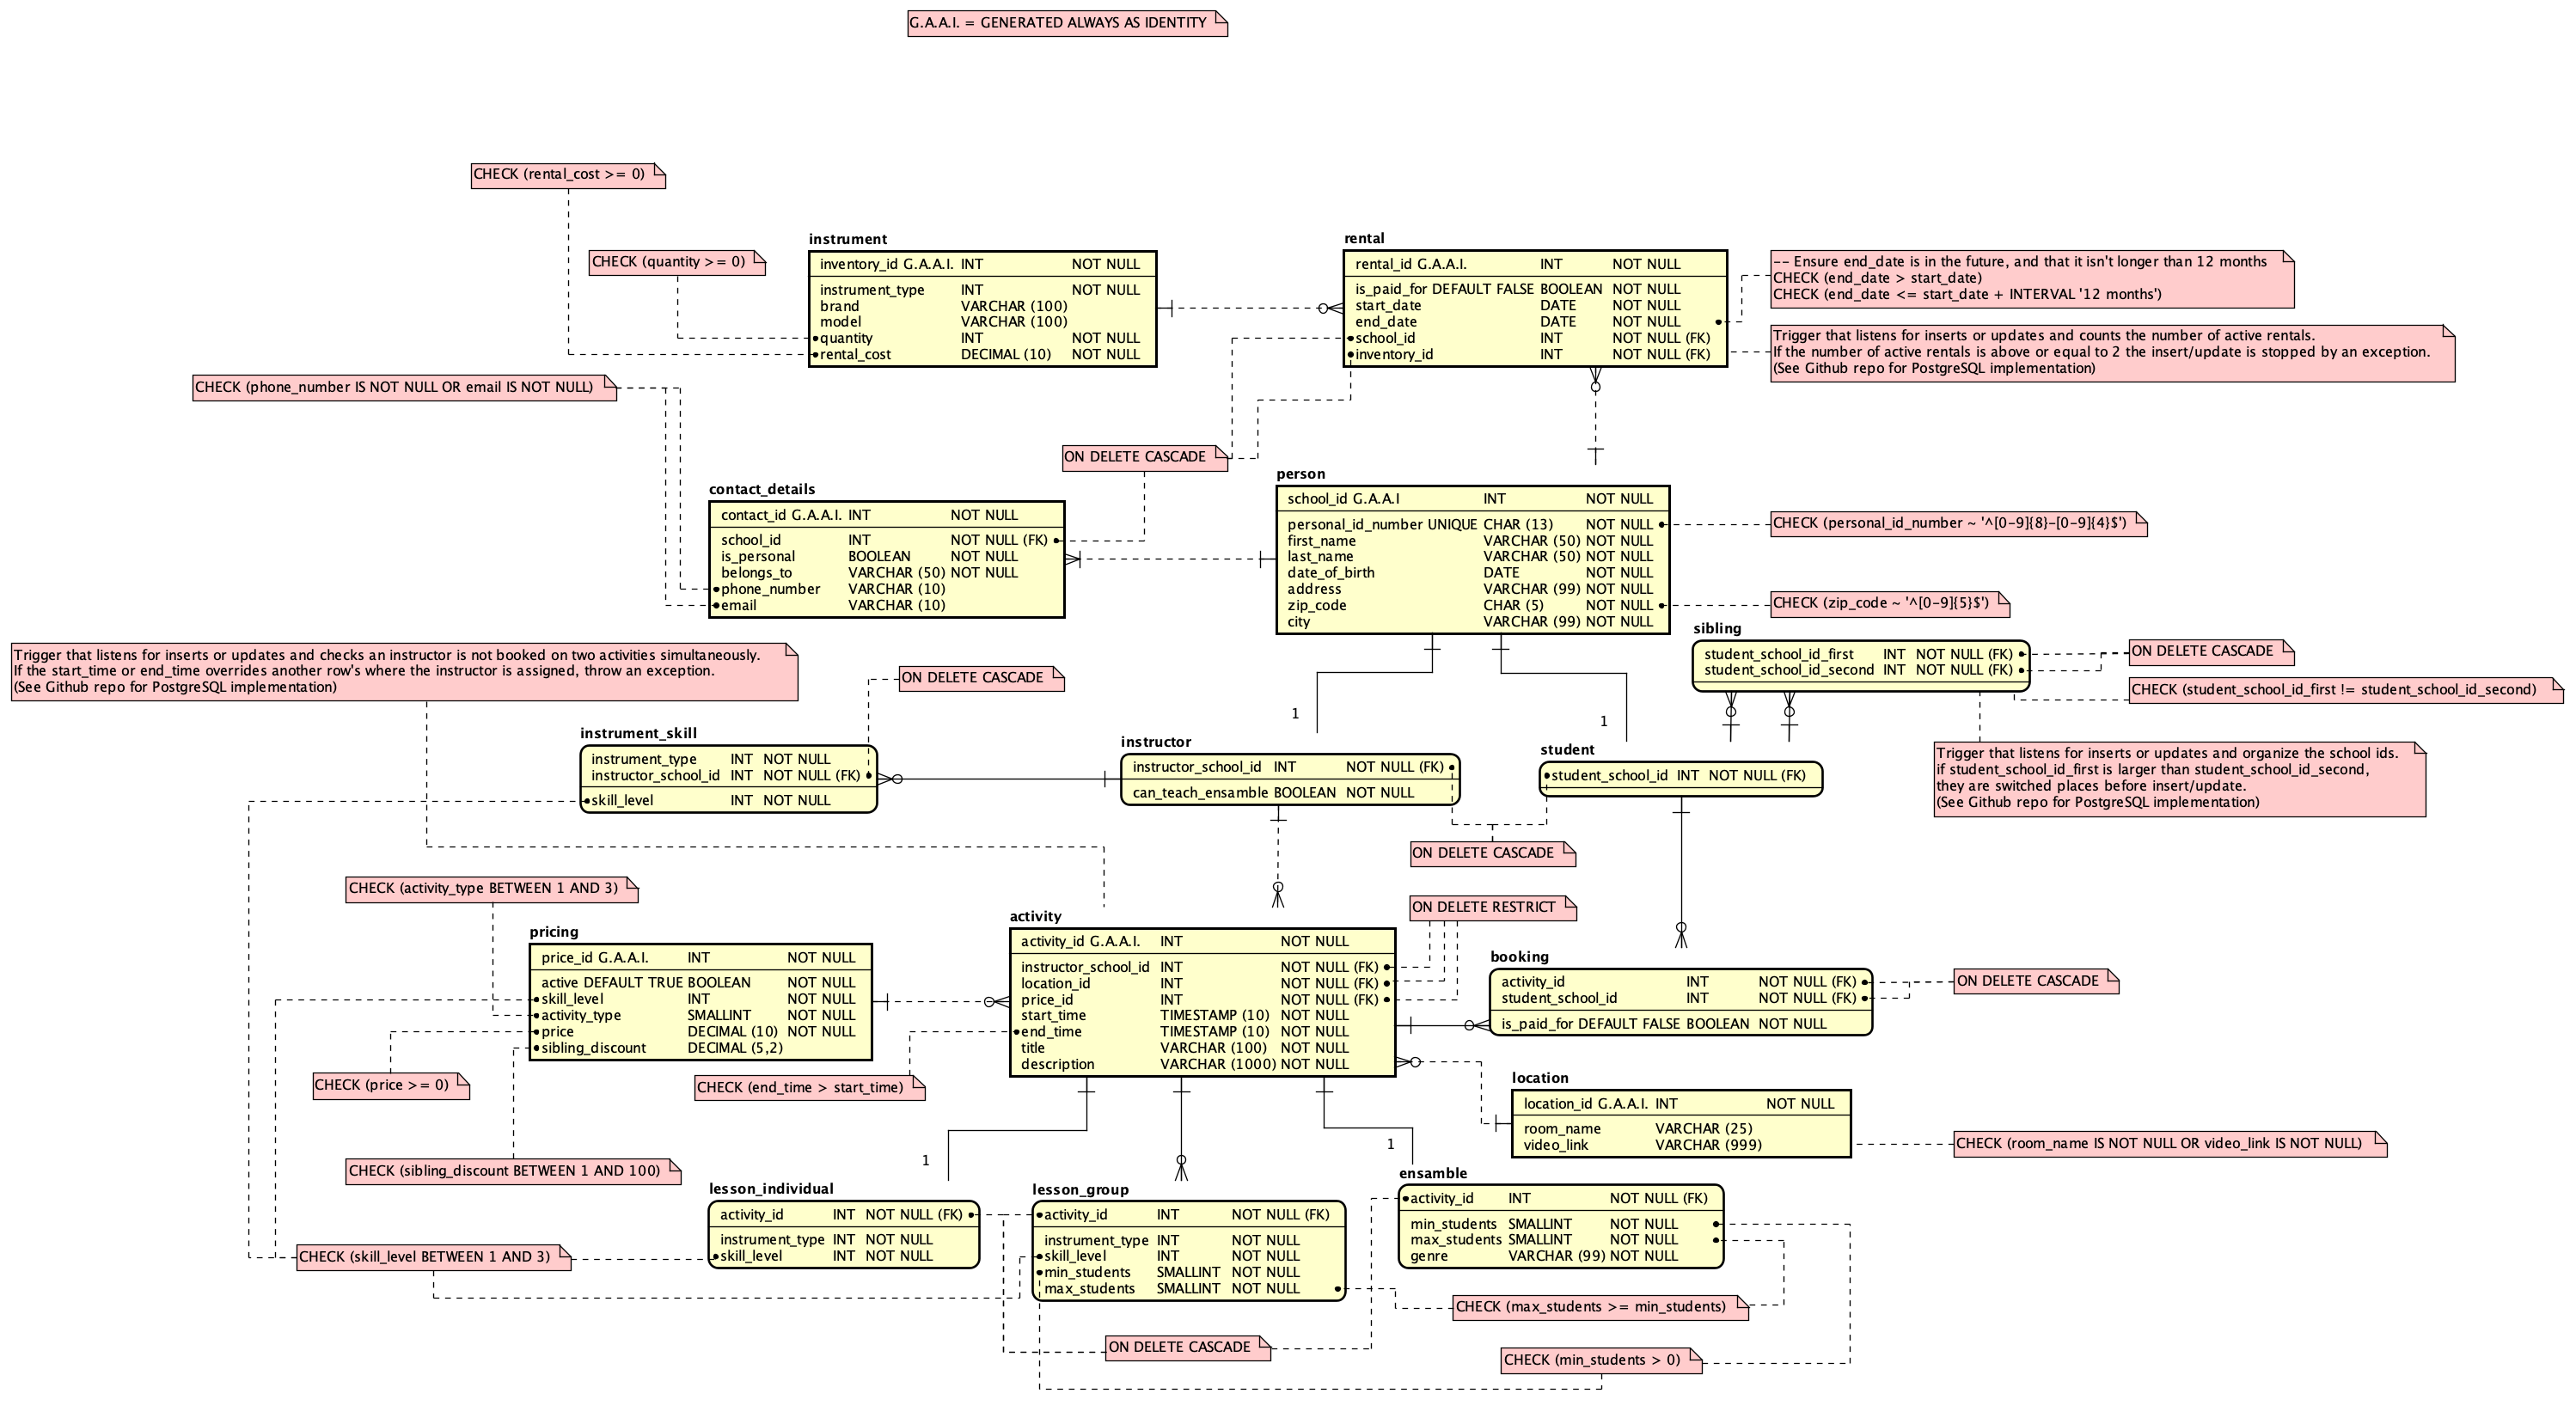 G.A.A.I. = GENERATED ALWAYS AS IDENTITY
CHECK (rental_cost >= 0)
CHECK (quantity >= 0)
instrument
inventory_id G.A.A.I. INT NOT NULL
instrument_type INT NOT NULL
brand VARCHAR (100)
model VARCHAR (100)
quantity INT NOT NULL
rental_cost DECIMAL (10) NOT NULL
rental
rental_id G.A.A.I. INT NOT NULL
is_paid_for DEFAULT FALSE BOOLEAN NOT NULL
start_date DATE NOT NULL
end_date DATE NOT NULL
school_id INT NOT NULL (FK)
inventory_id INT NOT NULL (FK)
-- Ensure end_date is in the future, and that it isn't longer than 12 months
CHECK (end_date > start_date)
CHECK (end_date <= start_date + INTERVAL '12 months')
Trigger that listens for inserts or updates and counts the number of active rentals.
If the number of active rentals is above or equal to 2 the insert/update is stopped by an exception.
(See Github repo for PostgreSQL implementation)
CHECK (phone_number IS NOT NULL OR email IS NOT NULL)
ON DELETE CASCADE
contact_details
contact_id G.A.A.I. INT NOT NULL
school_id INT NOT NULL (FK)
is_personal BOOLEAN NOT NULL
belongs_to VARCHAR (50) NOT NULL
phone_number VARCHAR (10)
email VARCHAR (10)
person
school_id G.A.A.I INT NOT NULL
personal_id_number UNIQUE CHAR (13) NOT NULL
first_name VARCHAR (50) NOT NULL
last_name VARCHAR (50) NOT NULL
date_of_birth DATE NOT NULL
address VARCHAR (99) NOT NULL
zip_code CHAR (5) NOT NULL
city VARCHAR (99) NOT NULL
CHECK (personal_id_number ~ '^[0-9]{8}-[0-9]{4}$')
CHECK (zip_code ~ '^[0-9]{5}$')
sibling
student_school_id_first INT NOT NULL (FK)
student_school_id_second INT NOT NULL (FK)
ON DELETE CASCADE
CHECK (student_school_id_first != student_school_id_second)
Trigger that listens for inserts or updates and organize the school ids.
if student_school_id_first is larger than student_school_id_second,
they are switched places before insert/update.
(See Github repo for PostgreSQL implementation)
Trigger that listens for inserts or updates and checks an instructor is not booked on two activities simultaneously.
If the start_time or end_time overrides another row's where the instructor is assigned, throw an exception.
(See Github repo for PostgreSQL implementation)
ON DELETE CASCADE
1
1
instrument_skill
instrument_type INT NOT NULL
instructor_school_id INT NOT NULL (FK)
skill_level INT NOT NULL
instructor
instructor_school_id INT NOT NULL (FK)
can_teach_ensamble BOOLEAN NOT NULL
student
student_school_id INT NOT NULL (FK)
ON DELETE CASCADE
CHECK (activity_type BETWEEN 1 AND 3)
ON DELETE RESTRICT
pricing
price_id G.A.A.I. INT NOT NULL
active DEFAULT TRUE BOOLEAN NOT NULL
skill_level INT NOT NULL
activity_type SMALLINT NOT NULL
price DECIMAL (10) NOT NULL
sibling_discount DECIMAL (5,2)
activity
activity_id G.A.A.I. INT NOT NULL
instructor_school_id INT NOT NULL (FK)
location_id INT NOT NULL (FK)
price_id INT NOT NULL (FK)
start_time TIMESTAMP (10) NOT NULL
end_time TIMESTAMP (10) NOT NULL
title VARCHAR (100) NOT NULL
description VARCHAR (1000) NOT NULL
booking
activity_id INT NOT NULL (FK)
student_school_id INT NOT NULL (FK)
is_paid_for DEFAULT FALSE BOOLEAN NOT NULL
ON DELETE CASCADE
CHECK (price >= 0)
CHECK (end_time > start_time)
location
location_id G.A.A.I. INT NOT NULL
room_name VARCHAR (25)
video_link VARCHAR (999)
CHECK (room_name IS NOT NULL OR video_link IS NOT NULL)
CHECK (sibling_discount BETWEEN 1 AND 100)
1
1
lesson_individual
activity_id INT NOT NULL (FK)
instrument_type INT NOT NULL
skill_level INT NOT NULL
lesson_group
activity_id INT NOT NULL (FK)
instrument_type INT NOT NULL
skill_level INT NOT NULL
min_students SMALLINT NOT NULL
max_students SMALLINT NOT NULL
ensamble
activity_id INT NOT NULL (FK)
min_students SMALLINT NOT NULL
max_students SMALLINT NOT NULL
genre VARCHAR (99) NOT NULL
CHECK (skill_level BETWEEN 1 AND 3)
CHECK (max_students >= min_students)
ON DELETE CASCADE
CHECK (min_students > 0)